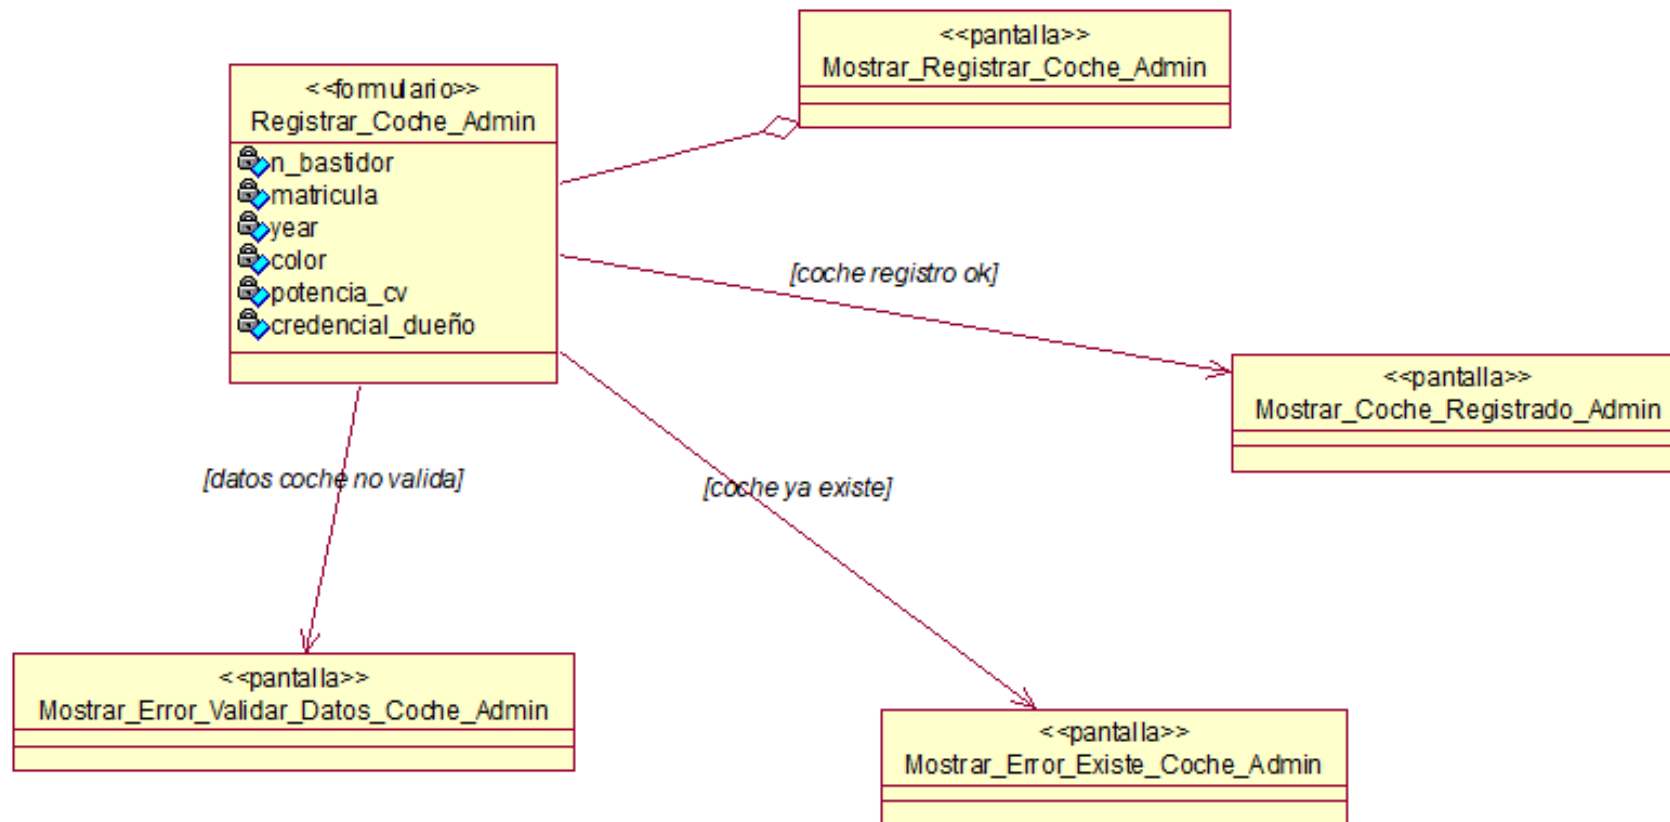 <<pantalla>>
Mostrar_Registrar_Coche_Admin
<<formulario>>
Registrar_Coche_Admin
n_bastidor
matricula
year
color
potencia_cv
credencial_dueño
[coche registro ok]
<<pantalla>>
Mostrar_Coche_Registrado_Admin
[datos coche no valida]
[coche ya existe]
<<pantalla>>
Mostrar_Error_Validar_Datos_Coche_Admin
<<pantalla>>
Mostrar_Error_Existe_Coche_Admin